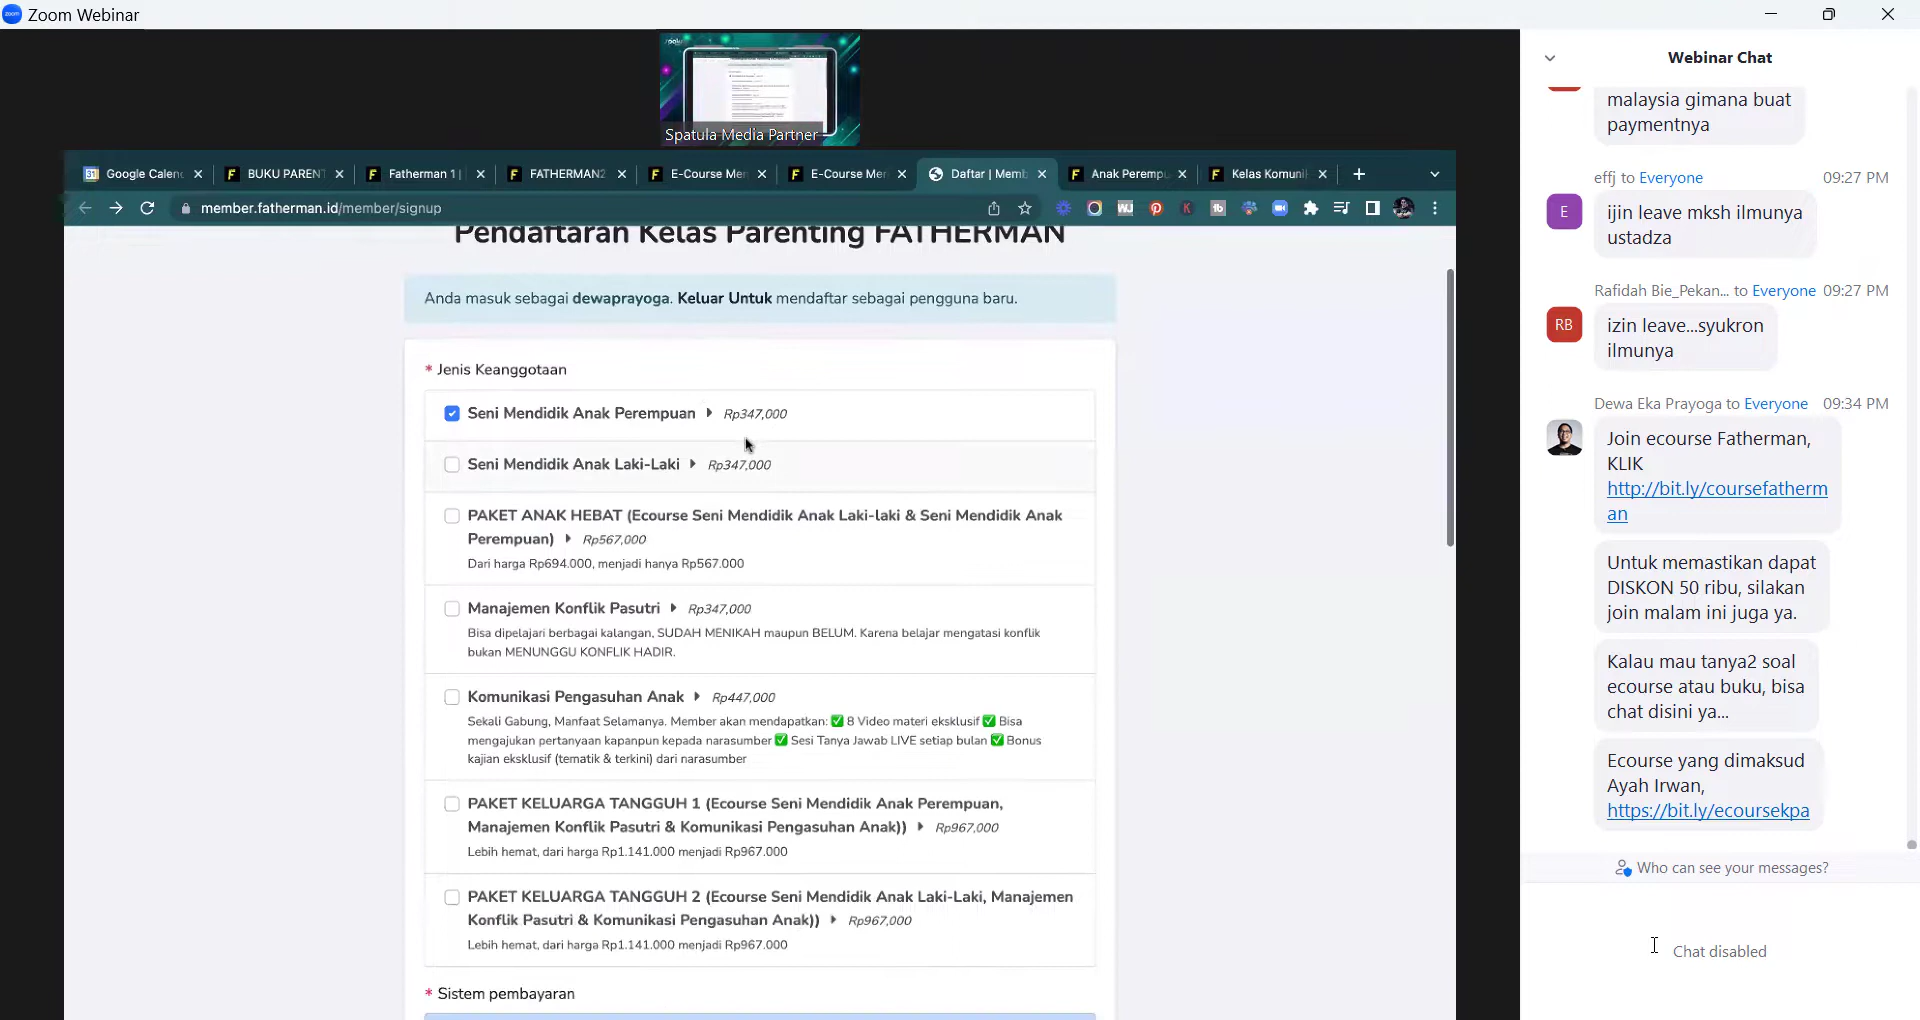 Zoom Webinar
Spatula Media Partner
Google Calen
BUKU PAREN
Fatherman 1 |
FATHERMAN2
E-Course Men
E-Course Men
Daftar | Memb
Anak Perempu
Kelas Komuni
member.fatherman.id/member/signup
Pendaftaran Kelas Parenting FATHERMAN
Anda masuk sebagai dewaprayoga. Keluar Untuk mendaftar sebagai pengguna baru.
* Jenis Keanggotaan
Seni Mendidik Anak Perempuan Rp347,000
Seni Mendidik Anak Laki-Laki Rp347,000
PAKET ANAK HEBAT (Ecourse Seni Mendidik Anak Laki-laki & Seni Mendidik Anak
Perempuan) Rp567,000
Dari harga Rp694.000, menjadi hanya Rp567.000
Manajemen Konflik Pasutri Rp347,000
Bisa dipelajari berbagai kalangan, SUDAH MENIKAH maupun BELUM. Karena belajar mengatasi konflik
bukan MENUNGGU KONFLIK HADIR.
Komunikasi Pengasuhan Anak Rp447,000
Sekali Gabung, Manfaat Selamanya. Member akan mendapatkan: ✅ 8 Video materi eksklusif ✅ Bisa
mengajukan pertanyaan kapanpun kepada narasumber ✅ Sesi Tanya Jawab LIVE setiap bulan ✅ Bonus
kajian eksklusif (tematik & terkini) dari narasumber
PAKET KELUARGA TANGGUH 1 (Ecourse Seni Mendidik Anak Perempuan,
Manajemen Konflik Pasutri & Komunikasi Pengasuhan Anak)) Rp967,000
Lebih hemat, dari harga Rp1.141.000 menjadi Rp967.000
PAKET KELUARGA TANGGUH 2 (Ecourse Seni Mendidik Anak Laki-Laki, Manajemen
Konflik Pasutri & Komunikasi Pengasuhan Anak)) Rp967,000
Lebih hemat, dari harga Rp1.141.000 menjadi Rp967.000
* Sistem pembayaran
Webinar Chat
malaysia gimana buat
paymentnya
effj to Everyone 09:27 PM
E
ijin leave mksh ilmunya
ustadza
Rafidah Bie_Pekan... to Everyone 09:27 PM
RB
izin leave...syukron
ilmunya
Dewa Eka Prayoga to Everyone 09:34 PM
Join ecourse Fatherman,
KLIK
http://bit.ly/coursefatherm
an
Untuk memastikan dapat
DISKON 50 ribu, silakan
join malam ini juga ya.
Kalau mau tanya2 soal
ecourse atau buku, bisa
chat disini ya...
Ecourse yang dimaksud
Ayah Irwan,
https://bit.ly/ecoursekpa
Who can see your messages?
Chat disabled